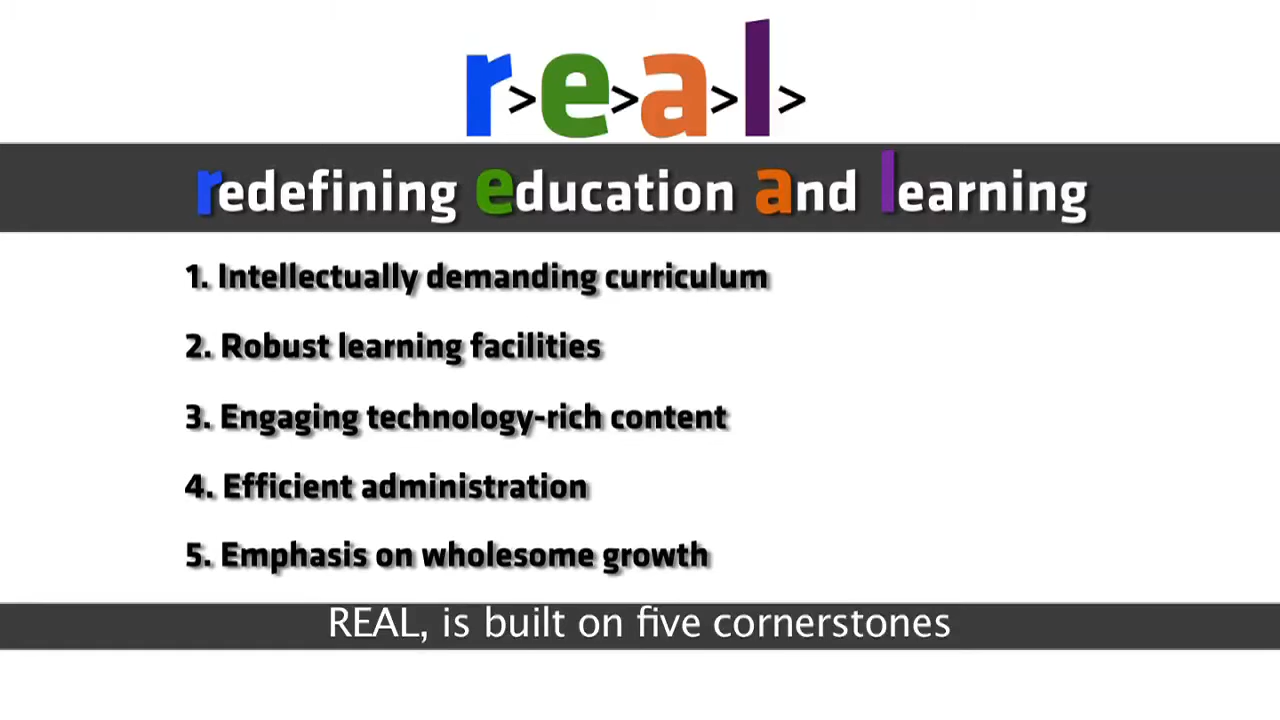 r>e>a>l>
redefining education and learning
1. Intellectually demanding curriculum
2. Robust learning facilities
3. Engaging technology-rich content
4. Efficient administration
5. Emphasis on wholesome growth
REAL, is built on five cornerstones